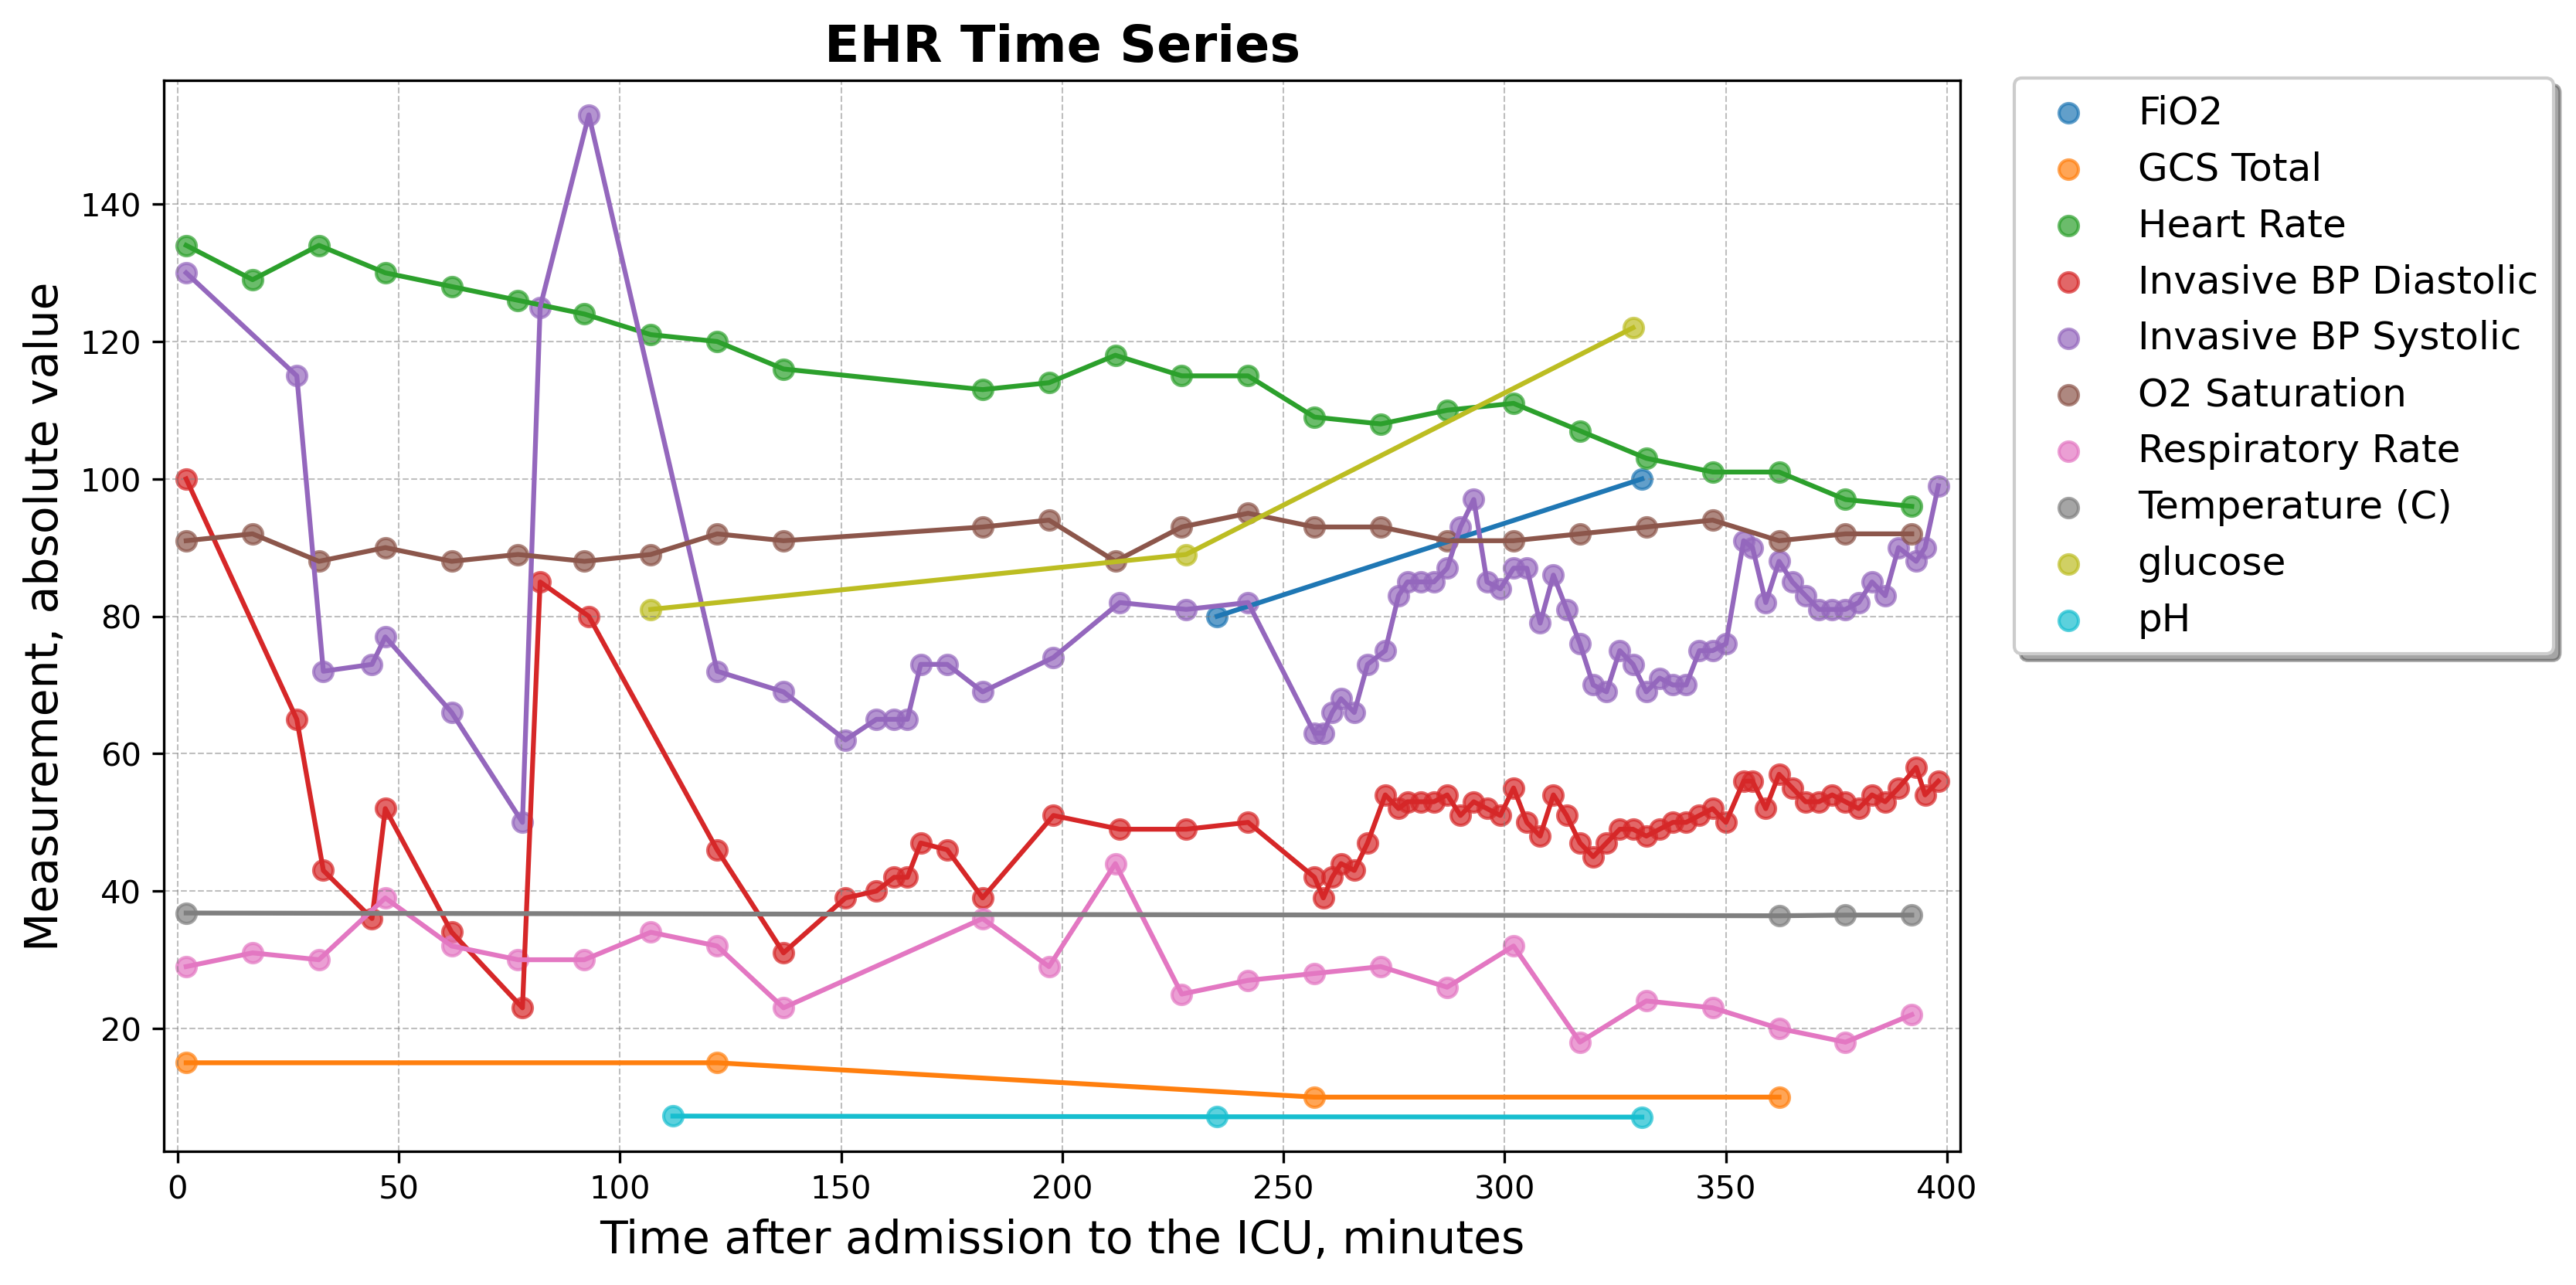 EHR Time Series
Measurement, absolute value
140
120
100
80
60
40
20
0 50 100 150 200 250 300 350 400
Time after admission to the ICU, minutes
FiO2
GCS Total
Heart Rate
Invasive BP Diastolic
Invasive BP Systolic
O2 Saturation
Respiratory Rate
Temperature (C)
glucose
pH